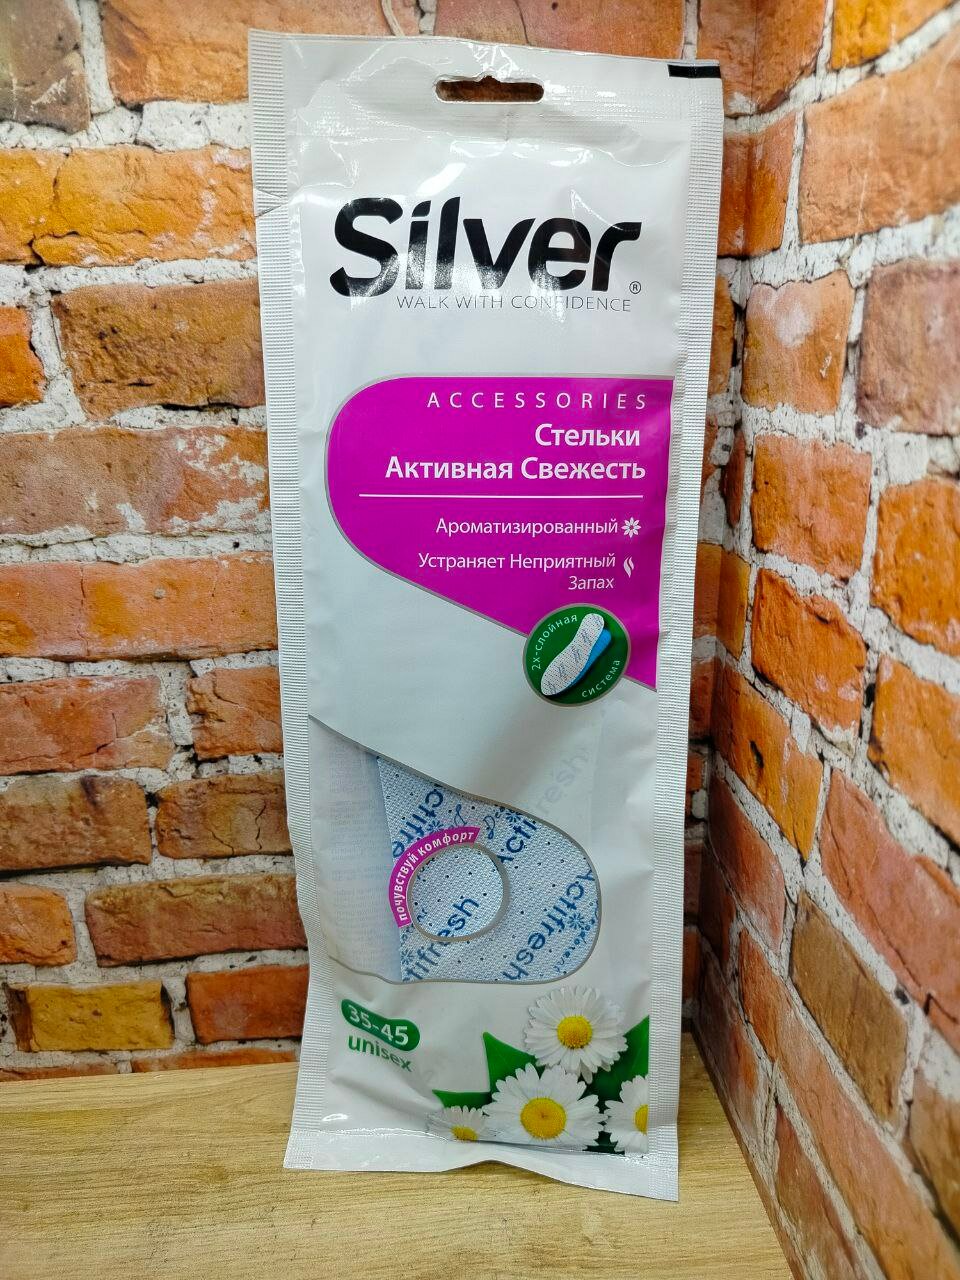 Silver®
WALK WITH CONFIDENCE
ACCESSORIES
Стельки
Активная Свежесть
Ароматизированный
Устраняет Неприятный
Запах
2х-слойная
система
почувствуй комфорт
Actifresh
Actifresh
35-45
unisex